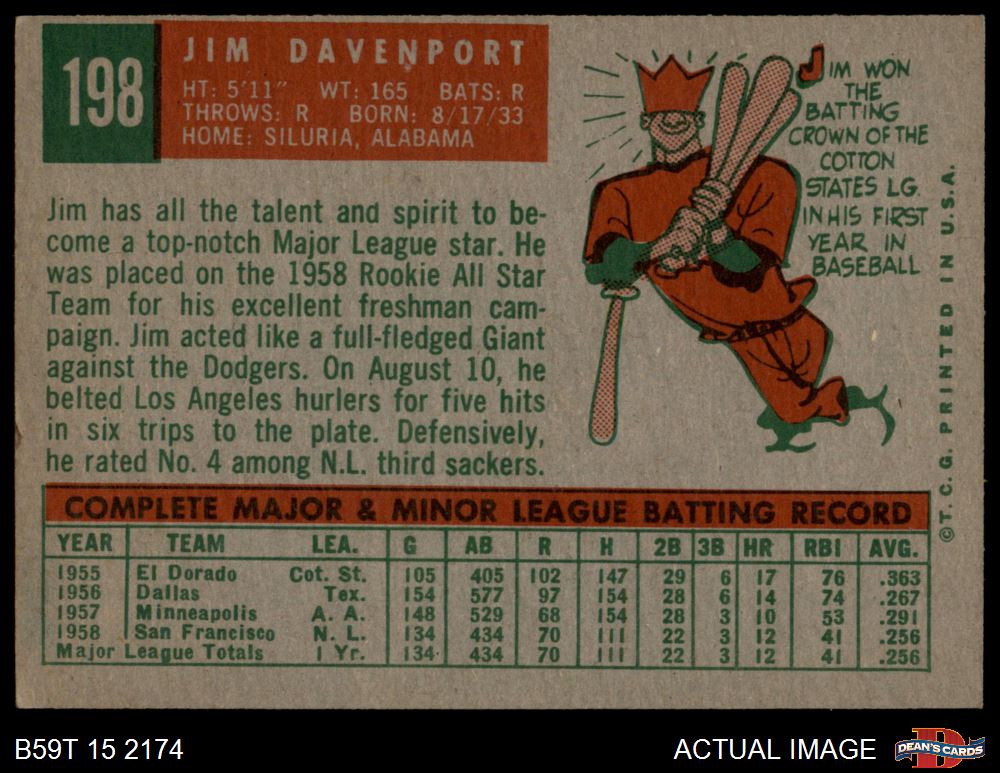 198
JIM DAVENPORT
HT: 5'11" WT: 165 BATS: R
THROWS: R BORN: 8/17/33
HOME: SILURIA, ALABAMA
JIM WON
THE
BATTING
CROWN OF THE
COTTON
STATES LG.
IN HIS FIRST
YEAR IN
BASEBALL
Jim has all the talent and spirit to be-
come a top-notch Major League star. He
was placed on the 1958 Rookie All Star
Team for his excellent freshman cam-
paign. Jim acted like a full-fledged Giant
against the Dodgers. On August 10, he
belted Los Angeles hurlers for five hits
in six trips to the plate. Defensively,
he rated No. 4 among N.L. third sackers.
©T.C.G. PRINTED IN U.S.A.
COMPLETE MAJOR & MINOR LEAGUE BATTING RECORD
YEAR TEAM LEA. G AB R H 2B 3B HR RBI AVG.
1955 El Dorado Cot. St. 105 405 102 147 29 6 17 76 .363
1956 Dallas Tex. 154 577 97 154 28 6 14 74 .267
1957 Minneapolis A. A. 148 529 68 154 28 3 10 53 .291
1958 San Francisco N. L. 134 434 70 111 22 3 12 41 .256
Major League Totals 1 Yr. 134 434 70 111 22 3 12 41 .256
B59T 15 2174
ACTUAL IMAGE
D
DEAN'S CARDS